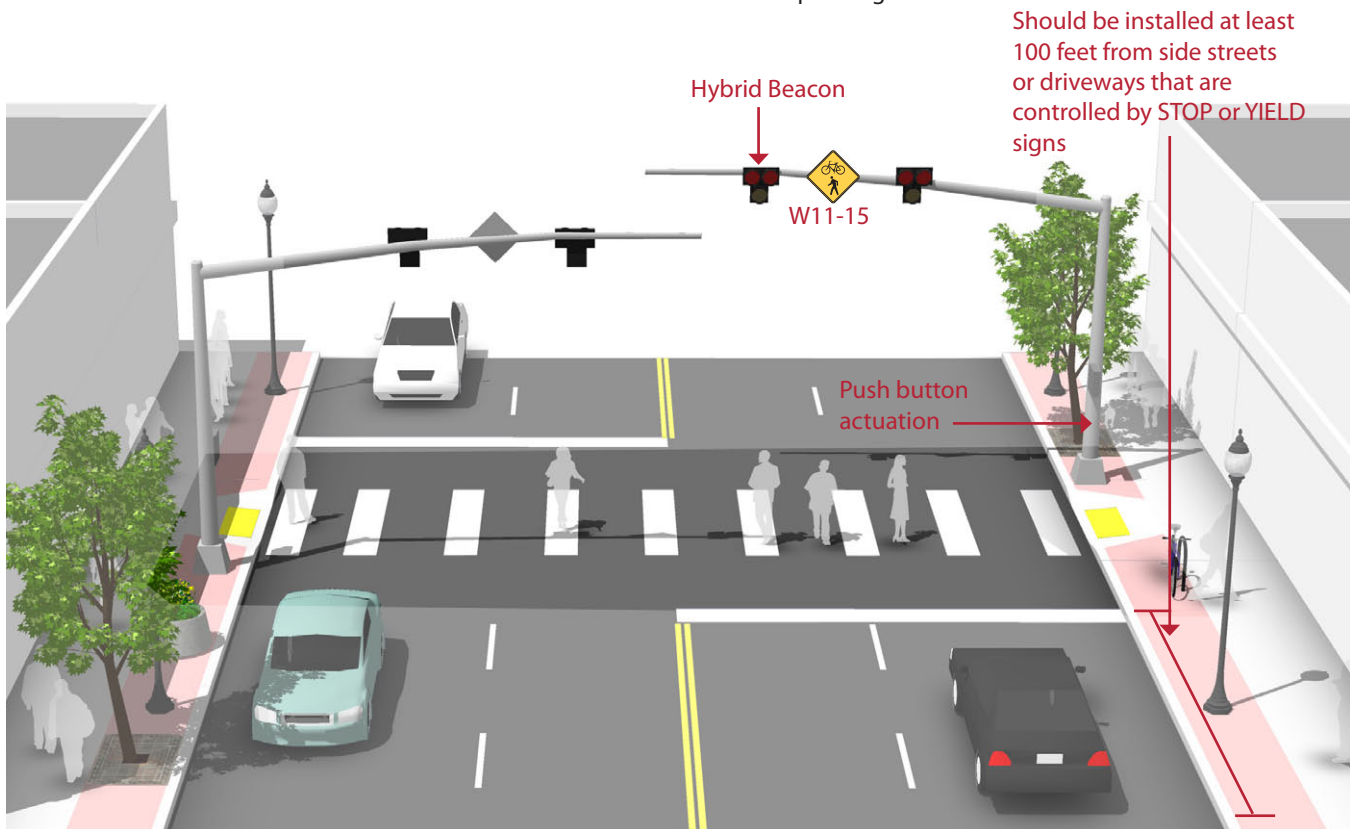 Should be installed at least
100 feet from side streets
or driveways that are
controlled by STOP or YIELD
signs
Hybrid Beacon
W11-15
Push button
actuation